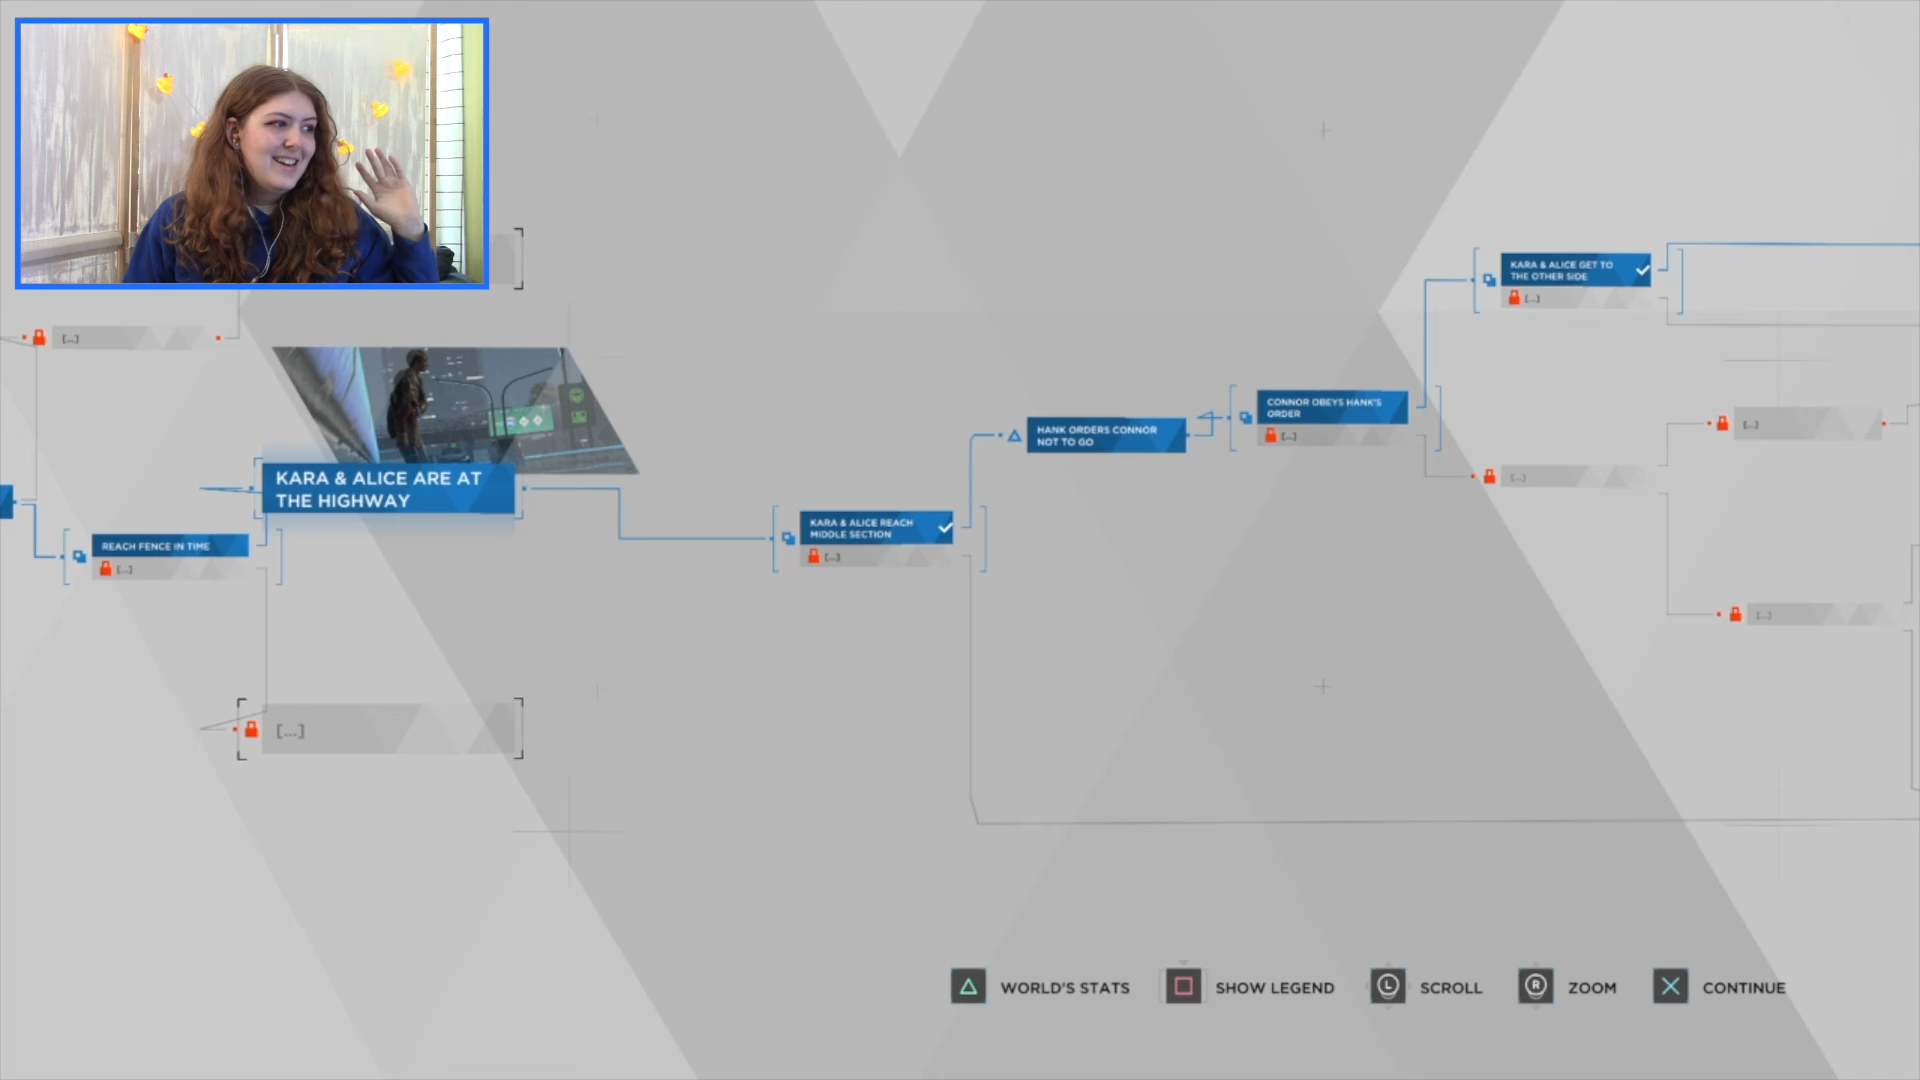 [...]
KARA & ALICE GET TO
THE OTHER SIDE
[...]
CONNOR OBEYS HANK'S
ORDER
[...]
[...]
HANK ORDERS CONNOR
NOT TO GO
[...]
KARA & ALICE ARE AT
THE HIGHWAY
KARA & ALICE REACH
MIDDLE SECTION
[...]
REACH FENCE IN TIME
[...]
[...]
[...]
WORLD'S STATS
SHOW LEGEND
L
SCROLL
R
ZOOM
CONTINUE